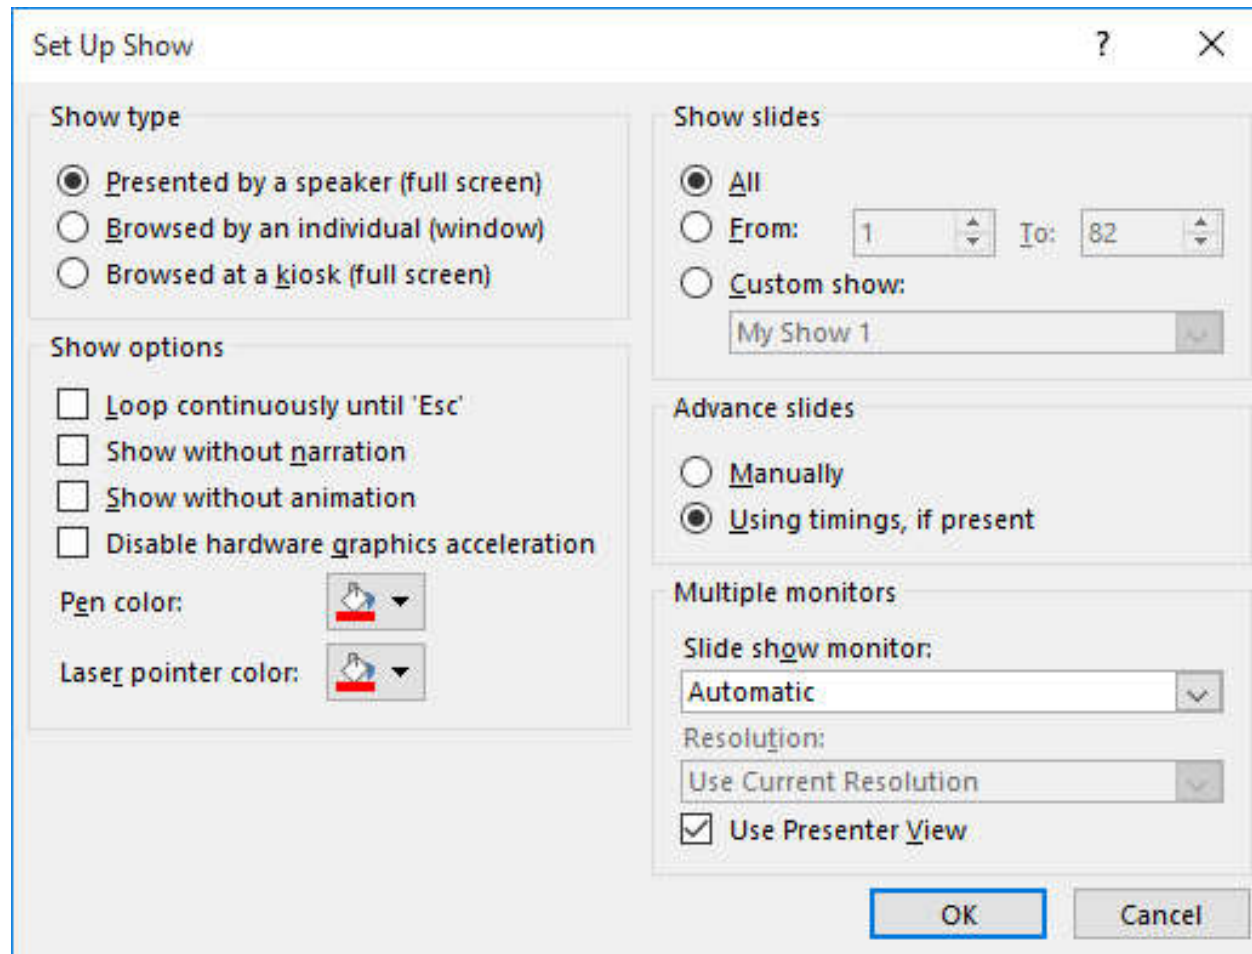 Set Up Show
?
Show type
Presented by a speaker (full screen)
Browsed by an individual (window)
Browsed at a kiosk (full screen)
Show options
Loop continuously until 'Esc'
Show without narration
Show without animation
Disable hardware graphics acceleration
Pen color:
Laser pointer color:
Show slides
All
From: 1 To: 82
Custom show:
My Show 1
Advance slides
Manually
Using timings, if present
Multiple monitors
Slide show monitor:
Automatic
Resolution:
Use Current Resolution
Use Presenter View
OK Cancel